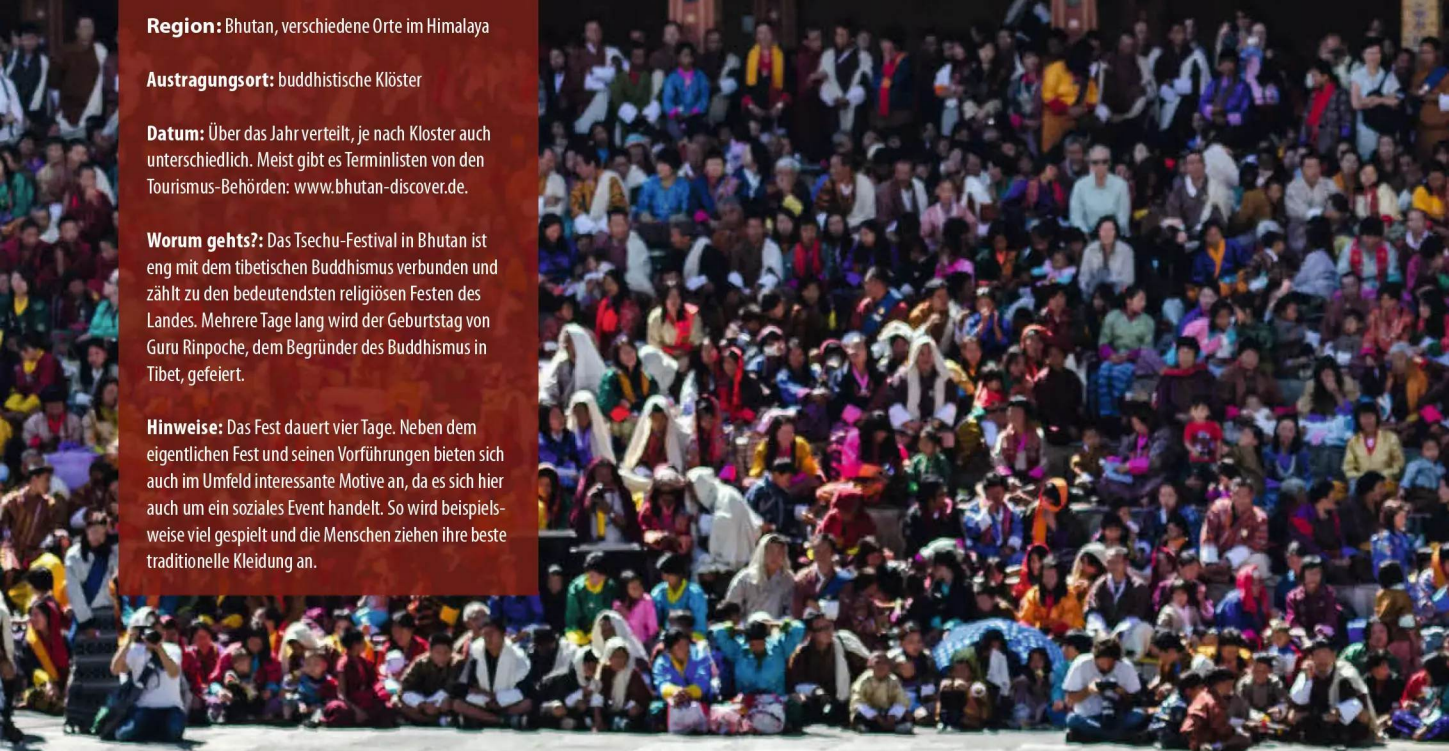 Region: Bhutan, verschiedene Orte im Himalaya
Austragungsort: buddhistische Klöster
Datum: Über das Jahr verteilt, je nach Kloster auch
unterschiedlich. Meist gibt es Terminlisten von den
Tourismus-Behörden: www.bhutan-discover.de.
Worum gehts?: Das Tsechu-Festival in Bhutan ist
eng mit dem tibetischen Buddhismus verbunden und
zählt zu den bedeutendsten religiösen Festen des
Landes. Mehrere Tage lang wird der Geburtstag von
Guru Rinpoche, dem Begründer des Buddhismus in
Tibet, gefeiert.
Hinweise: Das Fest dauert vier Tage. Neben dem
eigentlichen Fest und seinen Vorführungen bieten sich
auch im Umfeld interessante Motive an, da es sich hier
auch um ein soziales Event handelt. So wird beispiels-
weise viel gespielt und die Menschen ziehen ihre beste
traditionelle Kleidung an.